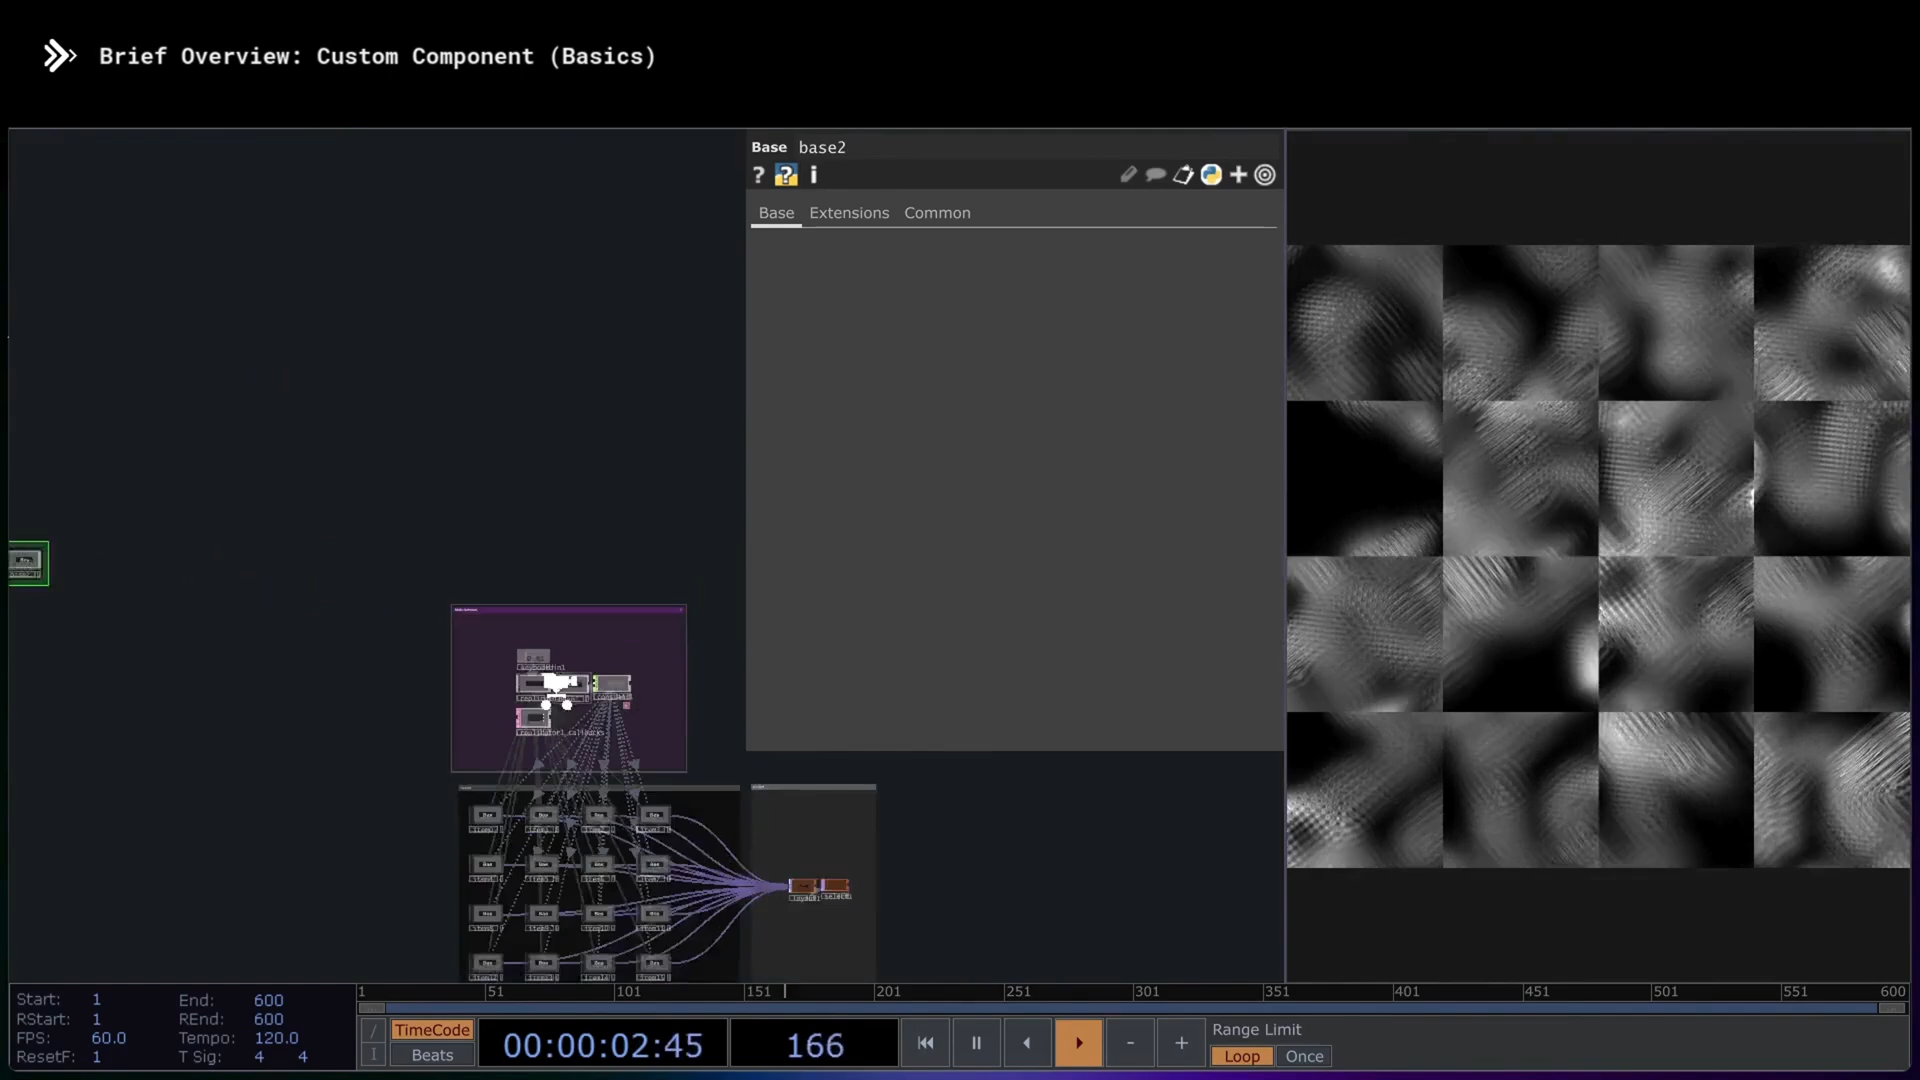 Brief Overview: Custom Component (Basics)
Base base2
? ? i
Base Extensions Common
1 51 101 151 201 251 301 351 401 451 501 551 600
Start: 1 End: 600
RStart: 1 REnd: 600
FPS: 60.0 Tempo: 120.0
ResetF: 1 T Sig: 4 4
/ TimeCode
I Beats
00:00:02:45
166
- +
Range Limit
Loop Once